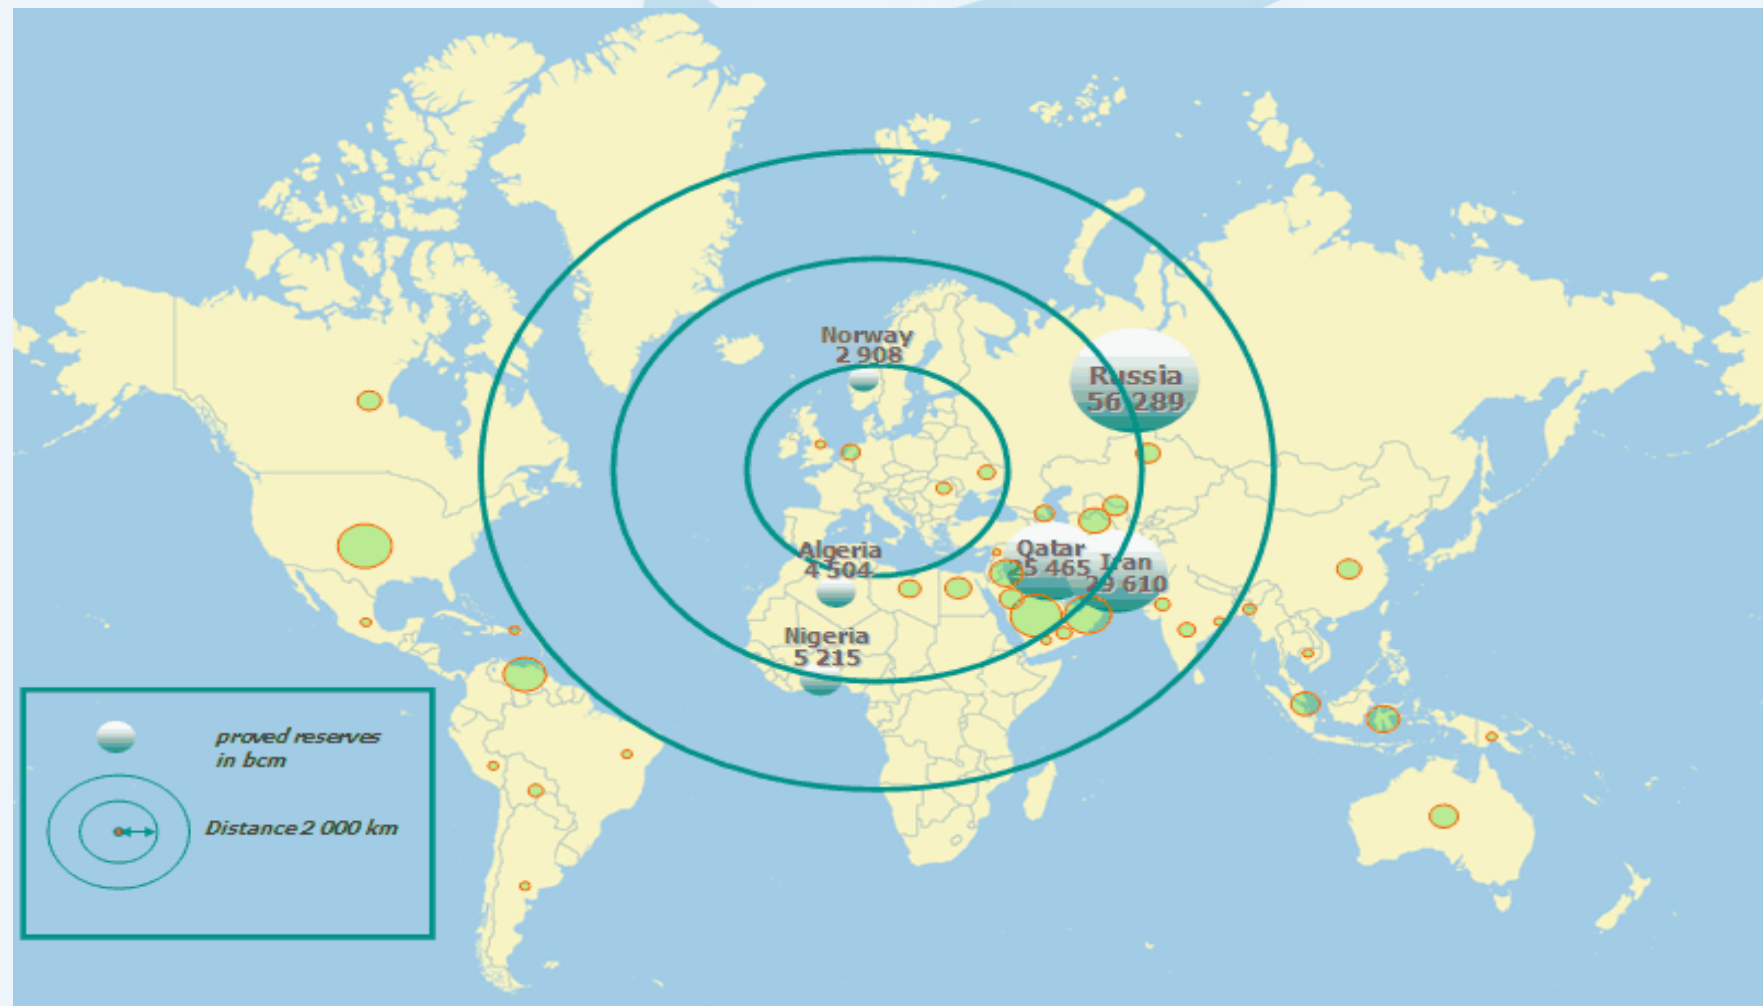 Norway
2 908
Russia
56 289
Algeria
4 504
Qatar
25 465
Iran
29 610
Nigeria
5 215
proved reserves
in bcm
Distance 2 000 km